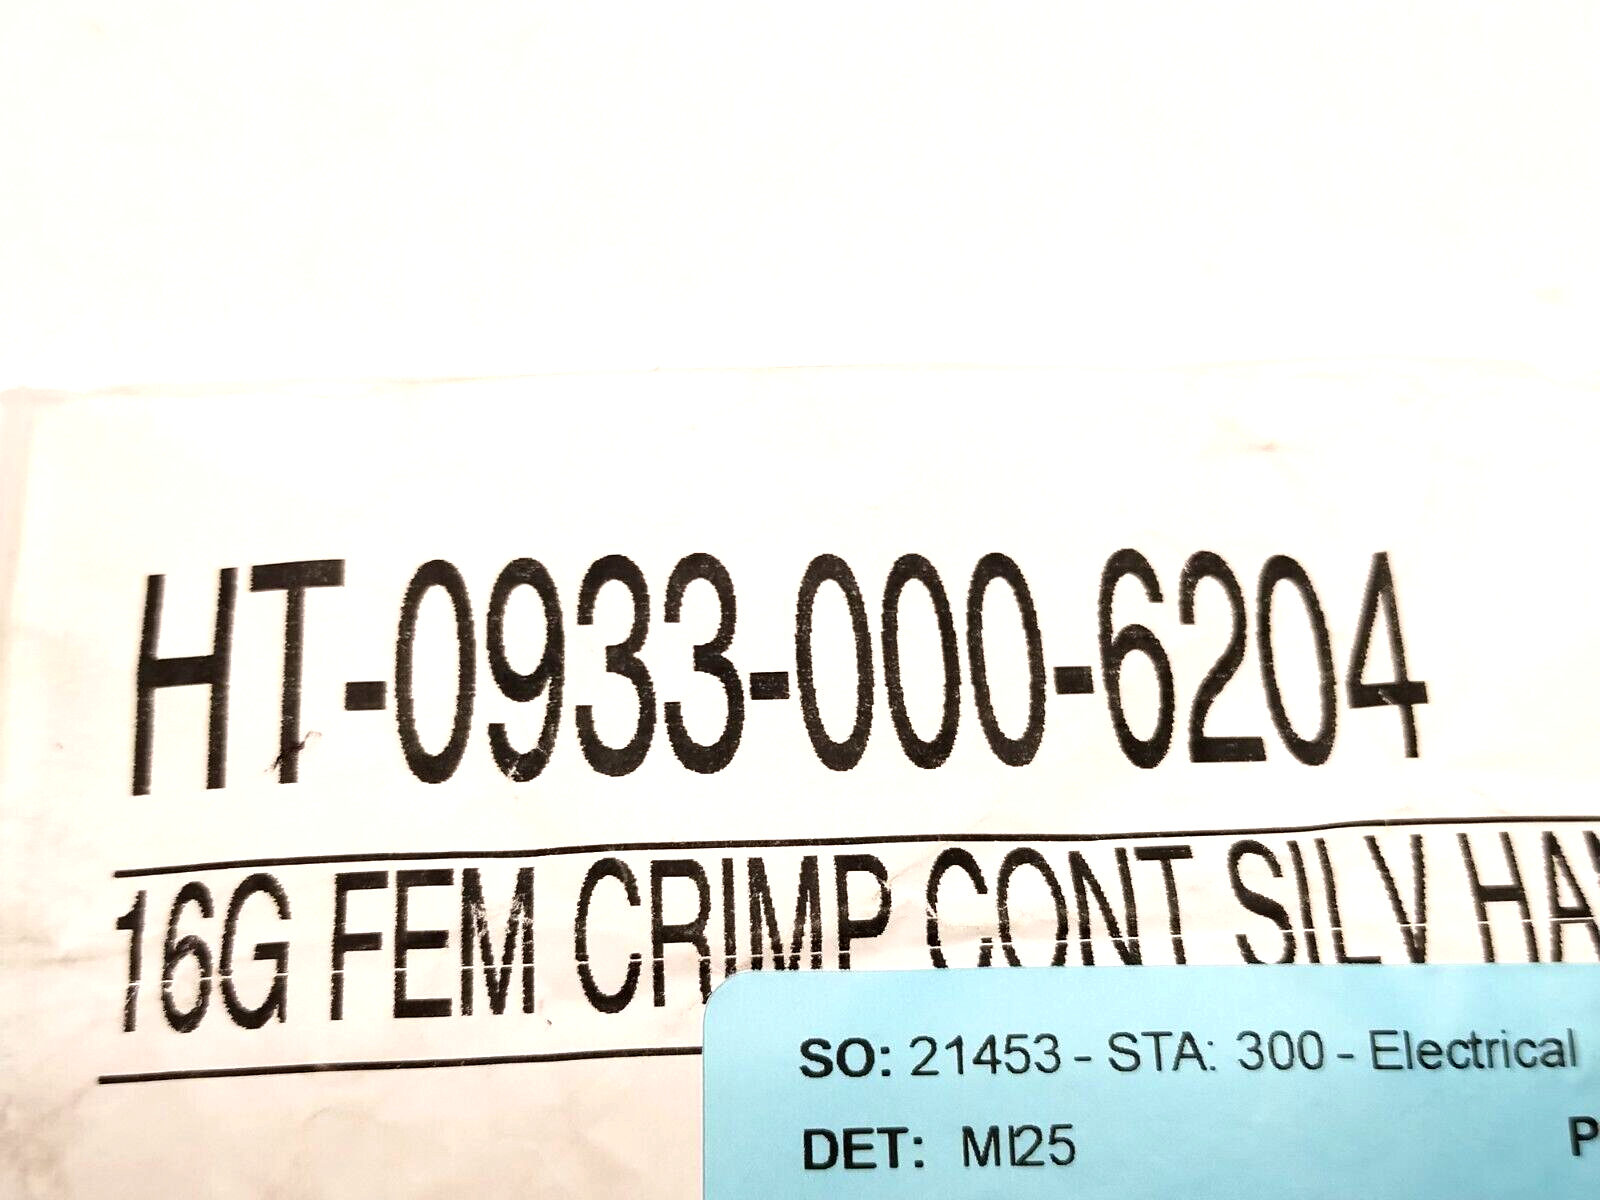 HT-0933-000-6204
16G FEM CRIMP CONT SILV
SO: 21453 - STA: 300 - Electrical
DET: MI25